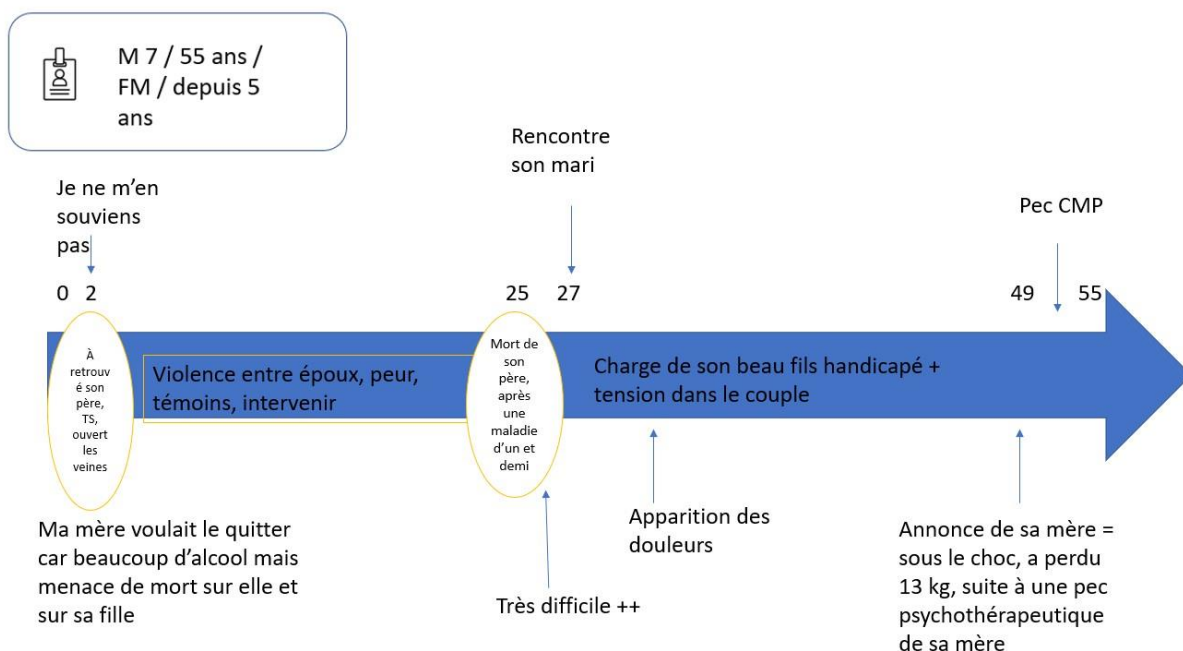 M 7 / 55 ans /
FM / depuis 5
ans
Je ne m’en
souviens
pas
Rencontre
son mari
Pec CMP
0 2 25 27 49 55
À
retrouv
é son
père,
TS,
ouvert
les
veines
Violence entre époux, peur,
témoins, intervenir
Mort de
son
père,
après
une
maladie
d’un et
demi
Charge de son beau fils handicapé +
tension dans le couple
Ma mère voulait le quitter
car beaucoup d’alcool mais
menace de mort sur elle et
sur sa fille
Très difficile ++
Apparition des
douleurs
Annonce de sa mère =
sous le choc, a perdu
13 kg, suite à une pec
psychothérapeutique
de sa mère